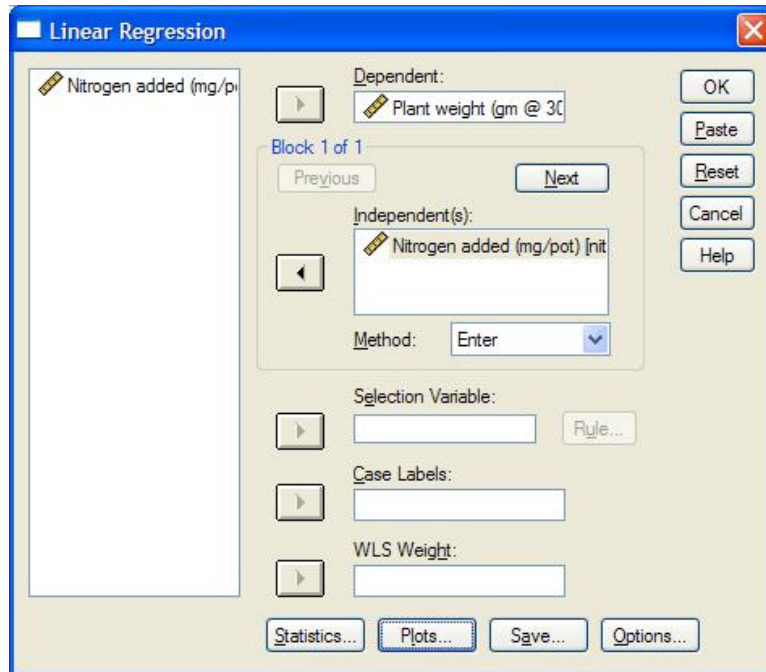 Linear Regression
Nitrogen added (mg/p
Dependent:
Plant weight (gm @ 30
Block 1 of 1
Previous
Next
Independent(s):
Nitrogen added (mg/pot) [nit
Method:
Enter
Selection Variable:
Rule...
Case Labels:
WLS Weight:
Statistics...
Plots...
Save...
Options...
OK
Paste
Reset
Cancel
Help